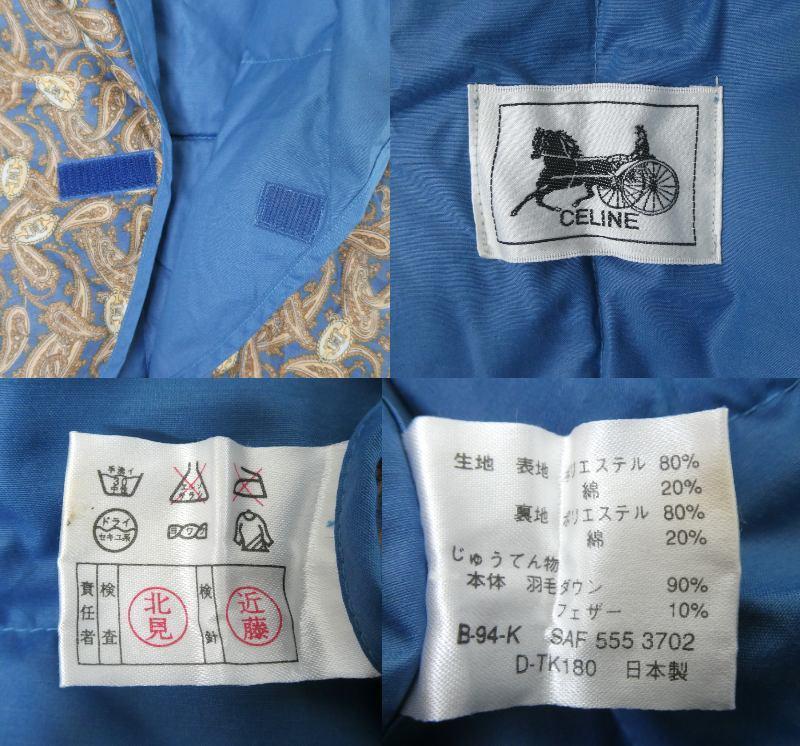 CELINE
手洗イ
30
中性
エンソ
サラシ
ドライ
セキユ系
ヨワク
責任者
検査
北見
検針
近藤
生地 表地 ポリエステル 80%
綿 20%
裏地 ポリエステル 80%
綿 20%
じゅうてん物
本体 羽毛ダウン 90%
フェザー 10%
B-94-K SAF 555 3702
D-TK180 日本製